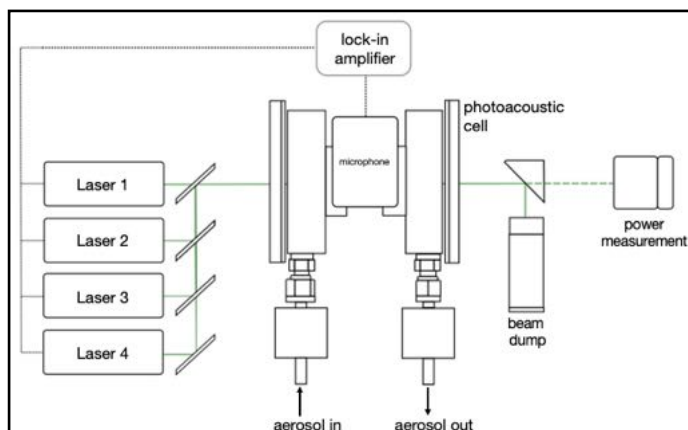 lock-in
amplifier
photoacoustic
cell
microphone
Laser 1
Laser 2
Laser 3
Laser 4
power
measurement
beam
dump
aerosol in
aerosol out